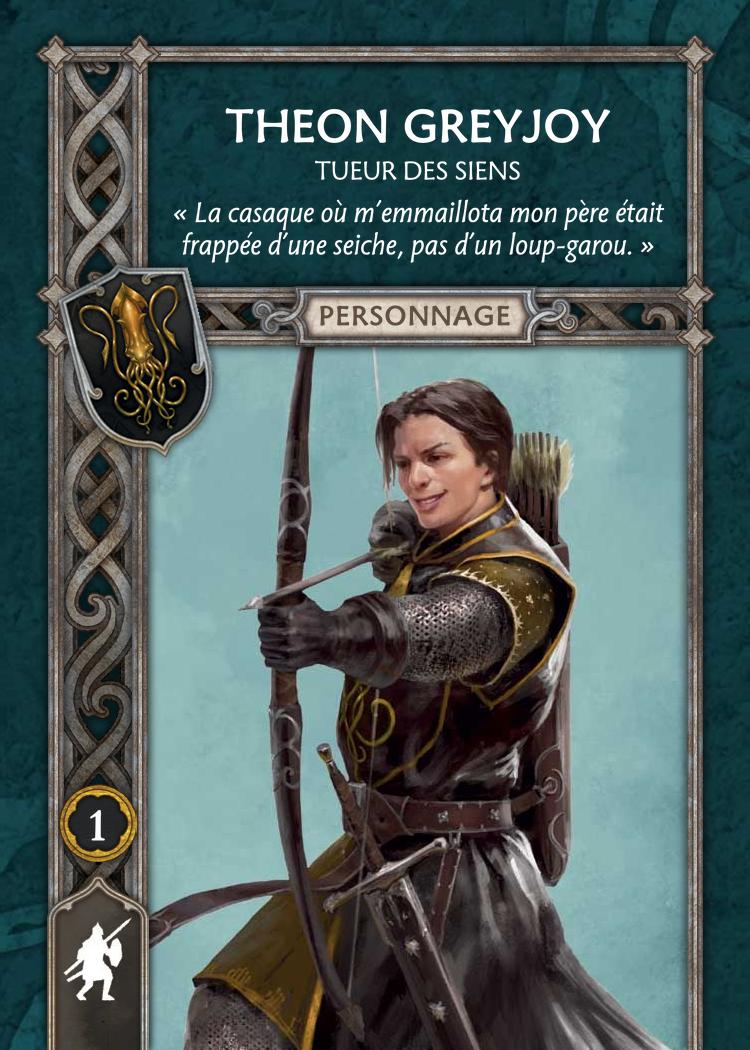 THEON GREYJOY
TUEUR DES SIENS
« La casaque où m’emmaillota mon père était
frappée d’une seiche, pas d’un loup-garou. »
PERSONNAGE
1